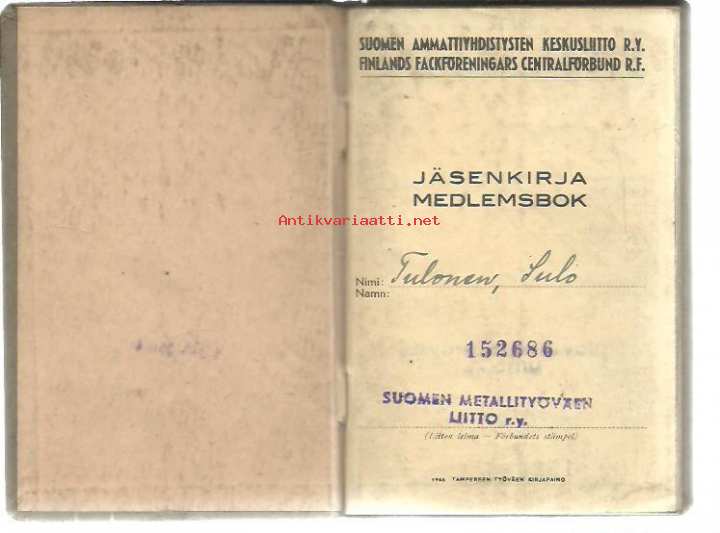 SUOMEN AMMATTIYHDISTYSTEN KESKUSLIITTO R.Y.
FINLANDS FACKFÖRENINGARS CENTRALFÖRBUND R.F.
JÄSENKIRJA
MEDLEMSBOK
Antikvariaatti.net
Nimi: Tulonen, Sulo
Namn:
152686
SUOMEN METALLITYÖVÄEN
LIITTO r.y.
(Liiton leima — Förbundets stämpel)
1946 TAMPEREEN TYÖVÄEN KIRJAPAINO